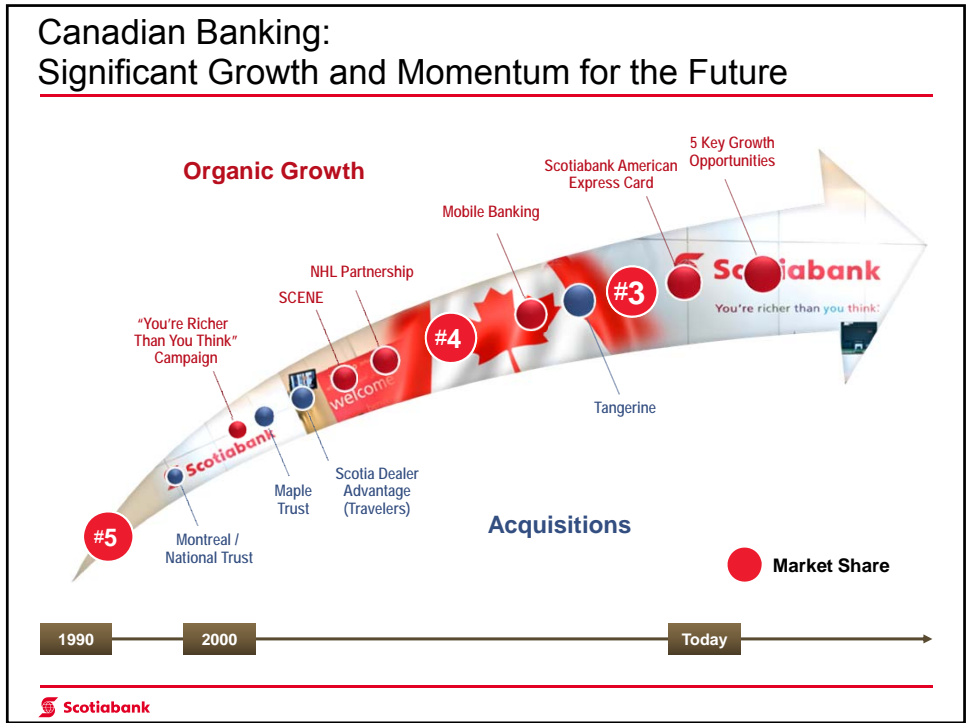 Canadian Banking:
Significant Growth and Momentum for the Future
Organic Growth
5 Key Growth
Opportunities
Scotiabank American
Express Card
Mobile Banking
NHL Partnership
SCENE
"You're Richer
Than You Think"
Campaign
#3
Scotiabank
You're richer than you think.
#4
welcome
Scotiabank
Tangerine
Scotia Dealer
Advantage
(Travelers)
Maple
Trust
Montreal /
National Trust
#5
Acquisitions
Market Share
1990
2000
Today
Scotiabank